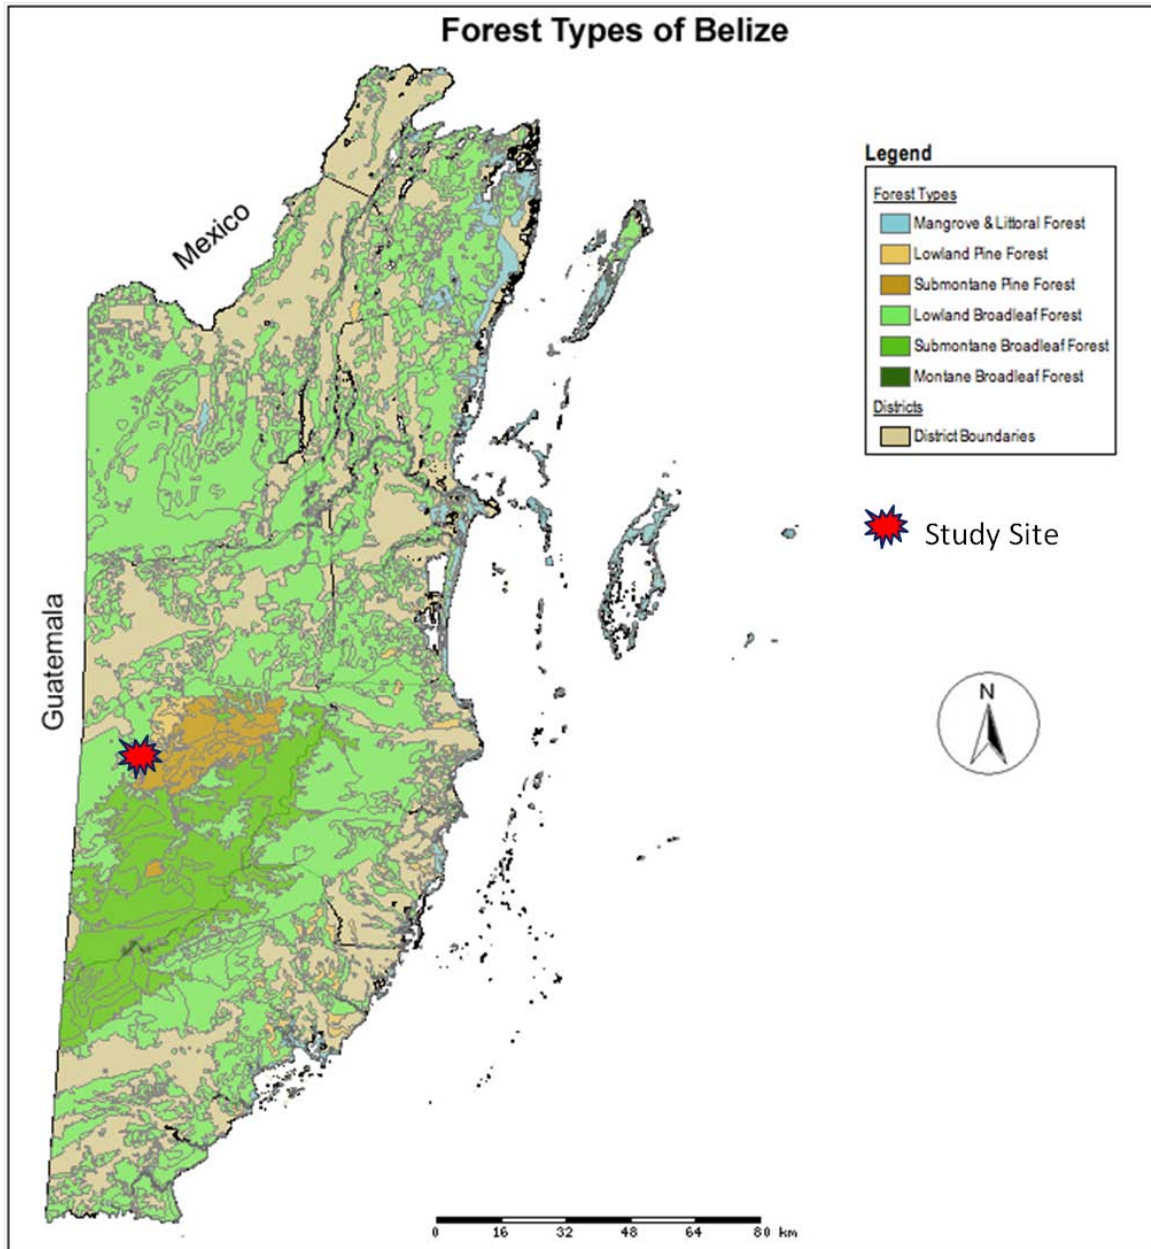 Forest Types of Belize
Mexico
Guatemala
Legend
Forest Types
Mangrove & Littoral Forest
Lowland Pine Forest
Submontane Pine Forest
Lowland Broadleaf Forest
Submontane Broadleaf Forest
Montane Broadleaf Forest
Districts
District Boundaries
Study Site
N
0 16 32 48 64 80 km